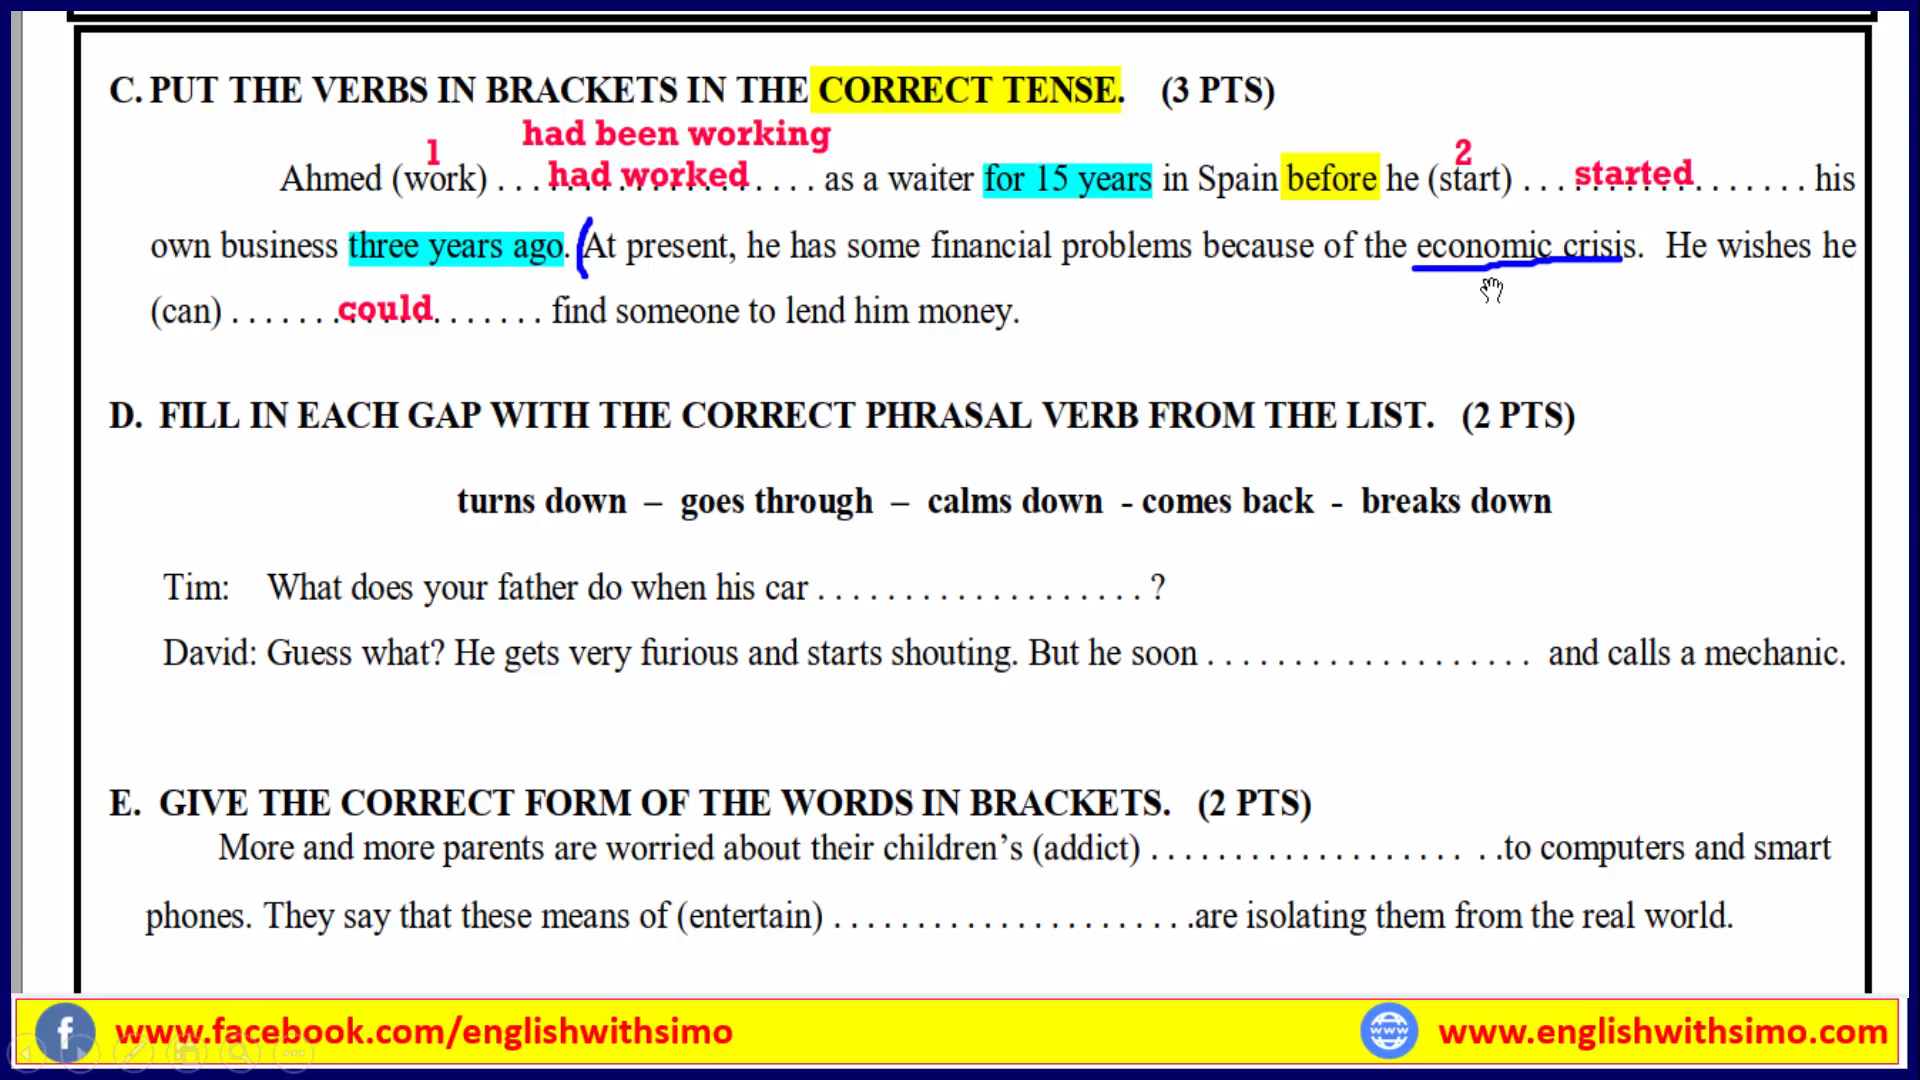 C. PUT THE VERBS IN BRACKETS IN THE CORRECT TENSE. (3 PTS)
had been working
1 2
Ahmed (work) . . . . had worked . . . . as a waiter for 15 years in Spain before he (start) . . . . started . . . . . . . his
own business three years ago. (At present, he has some financial problems because of the economic crisis. He wishes he
(can) . . . . . . . could . . . . . . . find someone to lend him money.
D. FILL IN EACH GAP WITH THE CORRECT PHRASAL VERB FROM THE LIST. (2 PTS)
turns down – goes through – calms down - comes back - breaks down
Tim: What does your father do when his car . . . . . . . . . . . . . . . . . . . ?
David: Guess what? He gets very furious and starts shouting. But he soon . . . . . . . . . . . . . . . . . . . and calls a mechanic.
E. GIVE THE CORRECT FORM OF THE WORDS IN BRACKETS. (2 PTS)
More and more parents are worried about their children’s (addict) . . . . . . . . . . . . . . . . . . . . .to computers and smart
phones. They say that these means of (entertain) . . . . . . . . . . . . . . . . . . . . . .are isolating them from the real world.
f www.facebook.com/englishwithsimo www www.englishwithsimo.com